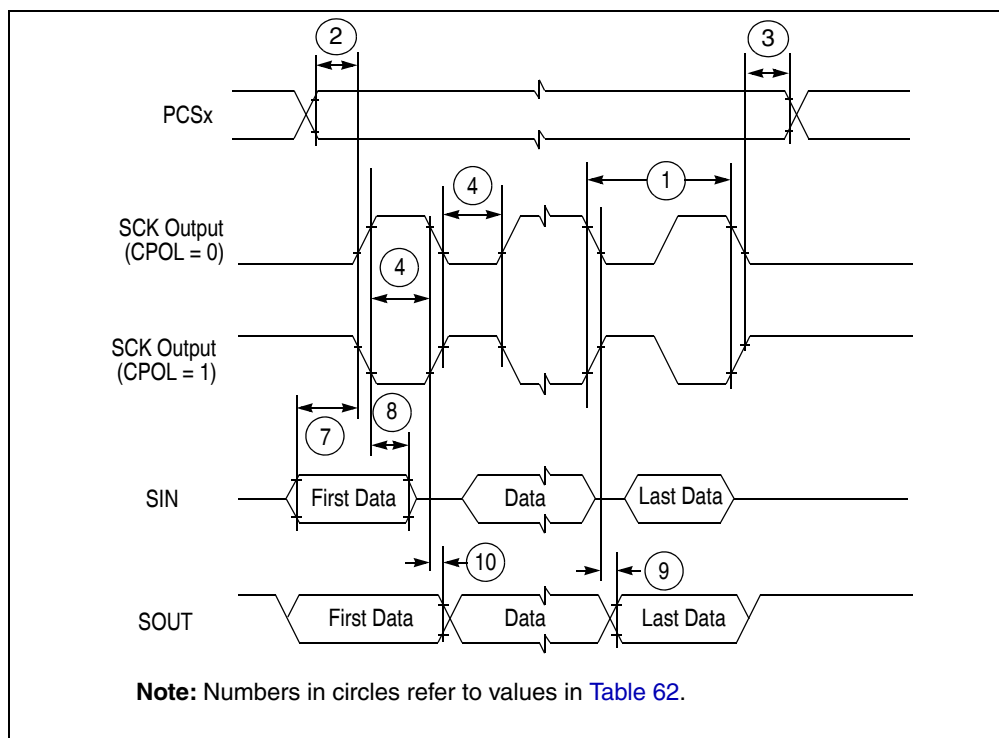 2
3
PCSx
4
1
SCK Output
(CPOL = 0)
4
SCK Output
(CPOL = 1)
8
7
SIN
First Data
Data
Last Data
10
9
SOUT
First Data
Data
Last Data
Note: Numbers in circles refer to values in Table 62.